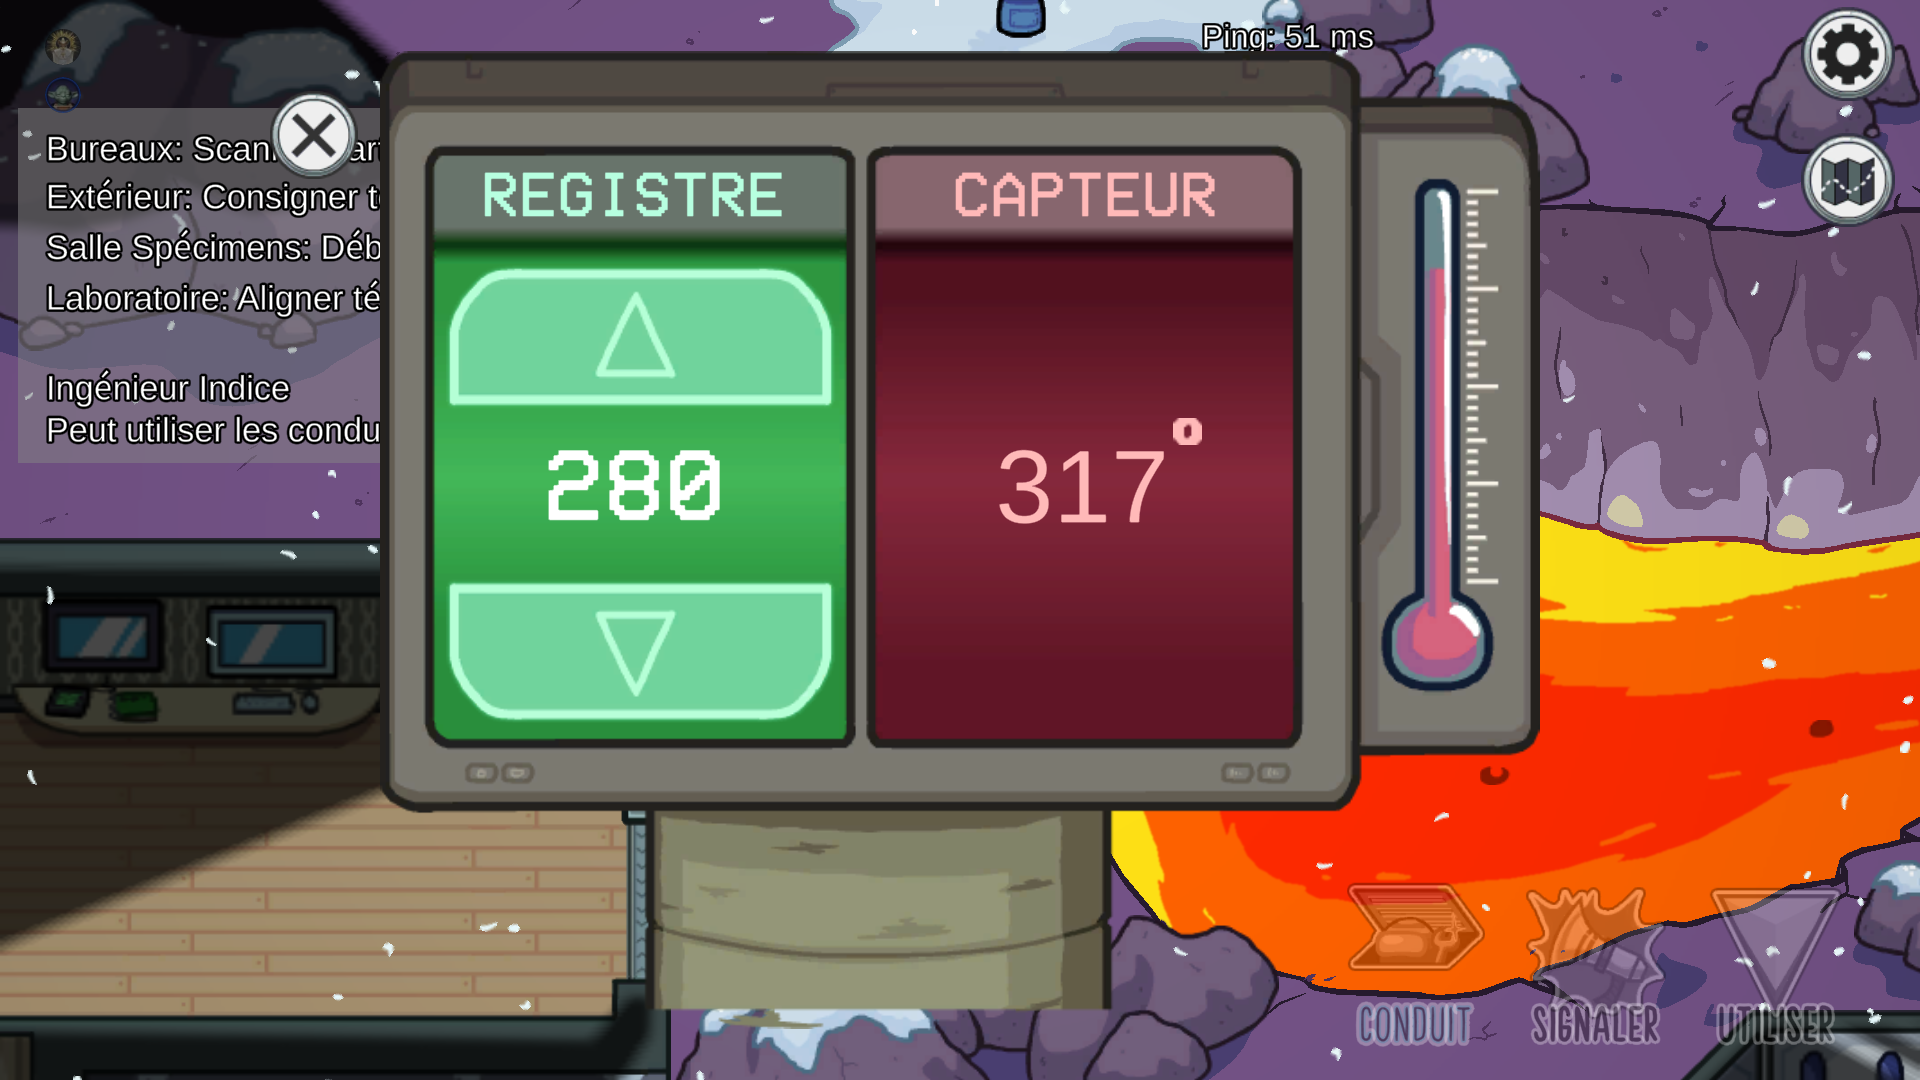 Ping: 51 ms
Bureaux: Scan
Extérieur: Consigner t
Salle Spécimens: Déb
Laboratoire: Aligner té
Ingénieur Indice
Peut utiliser les condu
REGISTRE
CAPTEUR
280
317°
CONDUIT
SIGNALER
UTILISER